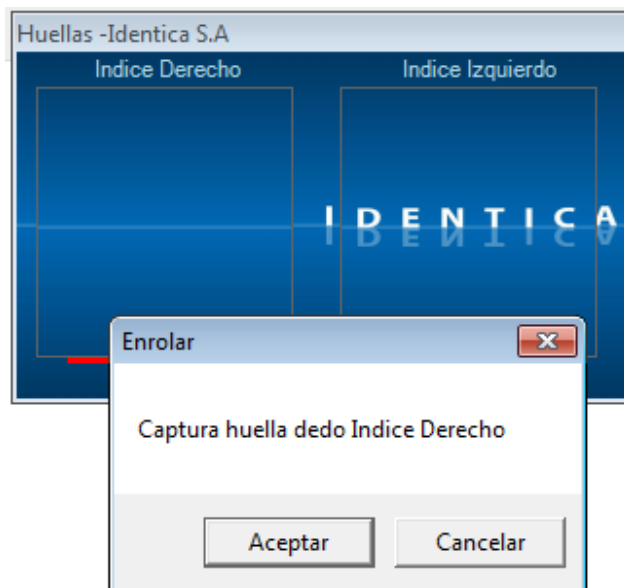 Huellas -Identica S.A
Indice Derecho Indice Izquierdo
IDENTICA
Enrolar
Captura huella dedo Indice Derecho
Aceptar Cancelar